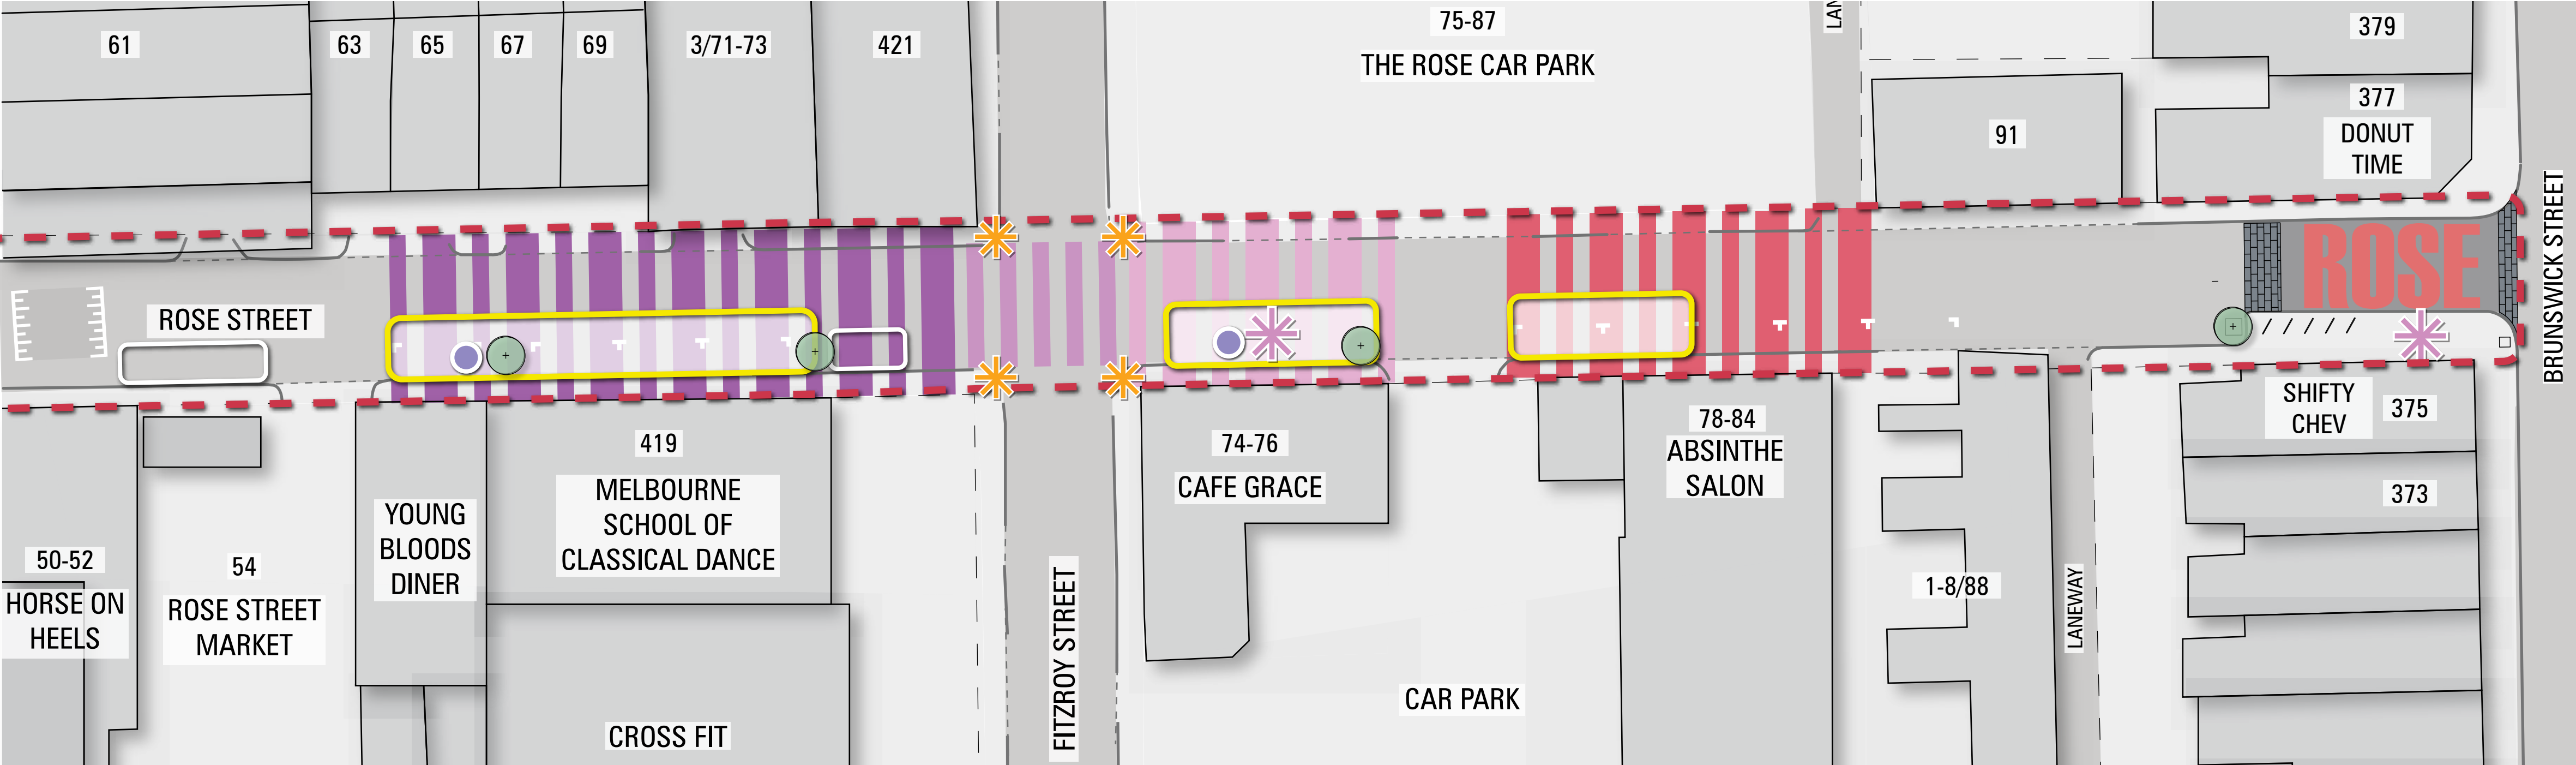 61
63
65
67
69
3/71-73
421
75-87
THE ROSE CAR PARK
LAN
91
379
377
DONUT
TIME
BRUNSWICK STREET
ROSE
ROSE STREET
50-52
HORSE ON
HEELS
54
ROSE STREET
MARKET
YOUNG
BLOODS
DINER
419
MELBOURNE
SCHOOL OF
CLASSICAL DANCE
CROSS FIT
FITZROY STREET
74-76
CAFE GRACE
CAR PARK
78-84
ABSINTHE
SALON
1-8/88
LANEWAY
SHIFTY
CHEV
375
373